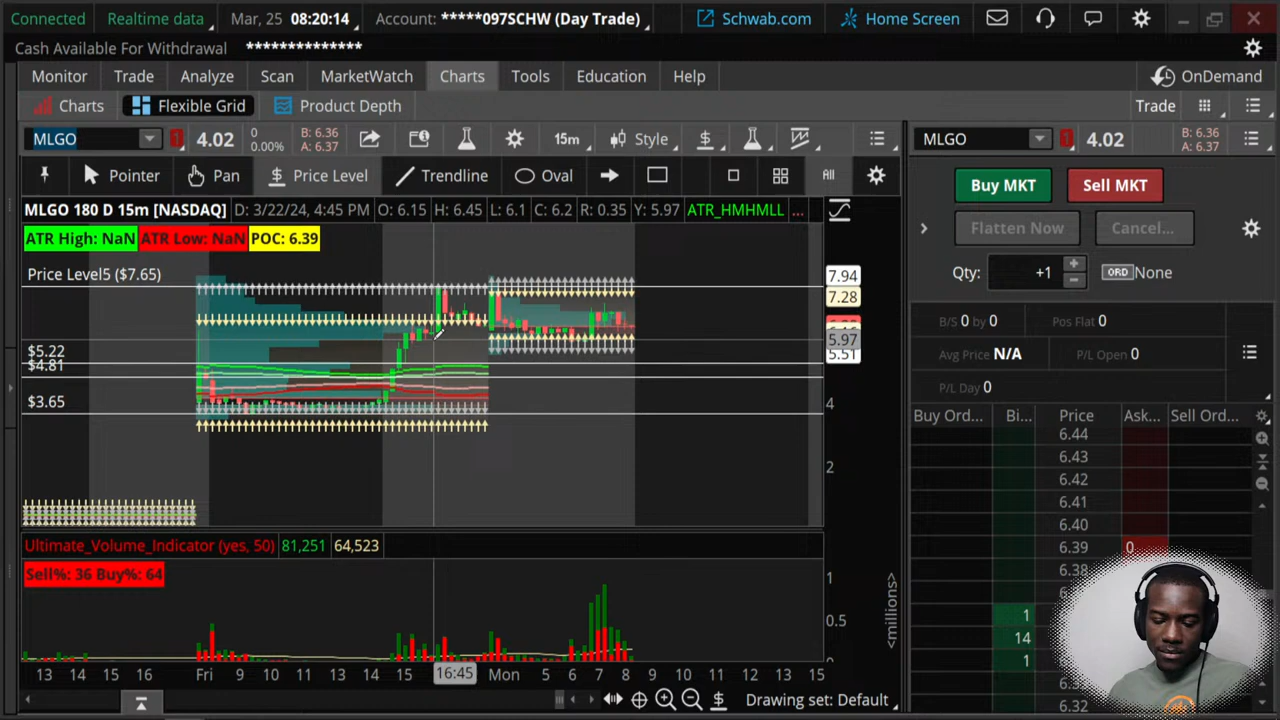 Connected Realtime data Mar, 25 08:20:14 Account: *****097SCHW (Day Trade) Schwab.com Home Screen
Cash Available For Withdrawal **************
Monitor Trade Analyze Scan MarketWatch Charts Tools Education Help OnDemand
Charts Flexible Grid Product Depth Trade
MLGO 1 4.02 0 0.00% B: 6.36 A: 6.37 15m Style
MLGO 1 4.02 B: 6.36 A: 6.37
Pointer Pan $ Price Level Trendline Oval All
Buy MKT Sell MKT
MLGO 180 D 15m [NASDAQ] D: 3/22/24, 4:45 PM O: 6.15 H: 6.45 L: 6.1 C: 6.2 R: 0.35 Y: 5.97 ATR_HMHMLL ...
Flatten Now Cancel...
ATR High: NaN ATR Low: NaN POC: 6.39
Qty: +1 ORD None
Price Level5 ($7.65)
7.94
7.28
5.97
5.51
$5.22
$4.81
$3.65
4
2
B/S 0 by 0 Pos Flat 0
Avg Price N/A P/L Open 0
P/L Day 0
Buy Ord... Bi... Price Ask... Sell Ord...
6.44
6.43
6.42
6.41
6.40
6.39 0
6.38
1
14
1
6.32
Ultimate_Volume_Indicator (yes, 50) 81,251 64,523
Sell%: 36 Buy%: 64
1
0.5
0
<millions>
13 14 15 16 Fri 9 10 11 12 13 14 15 16:45 Mon 5 6 7 8 9 10 11 12 13 14 15
Drawing set: Default